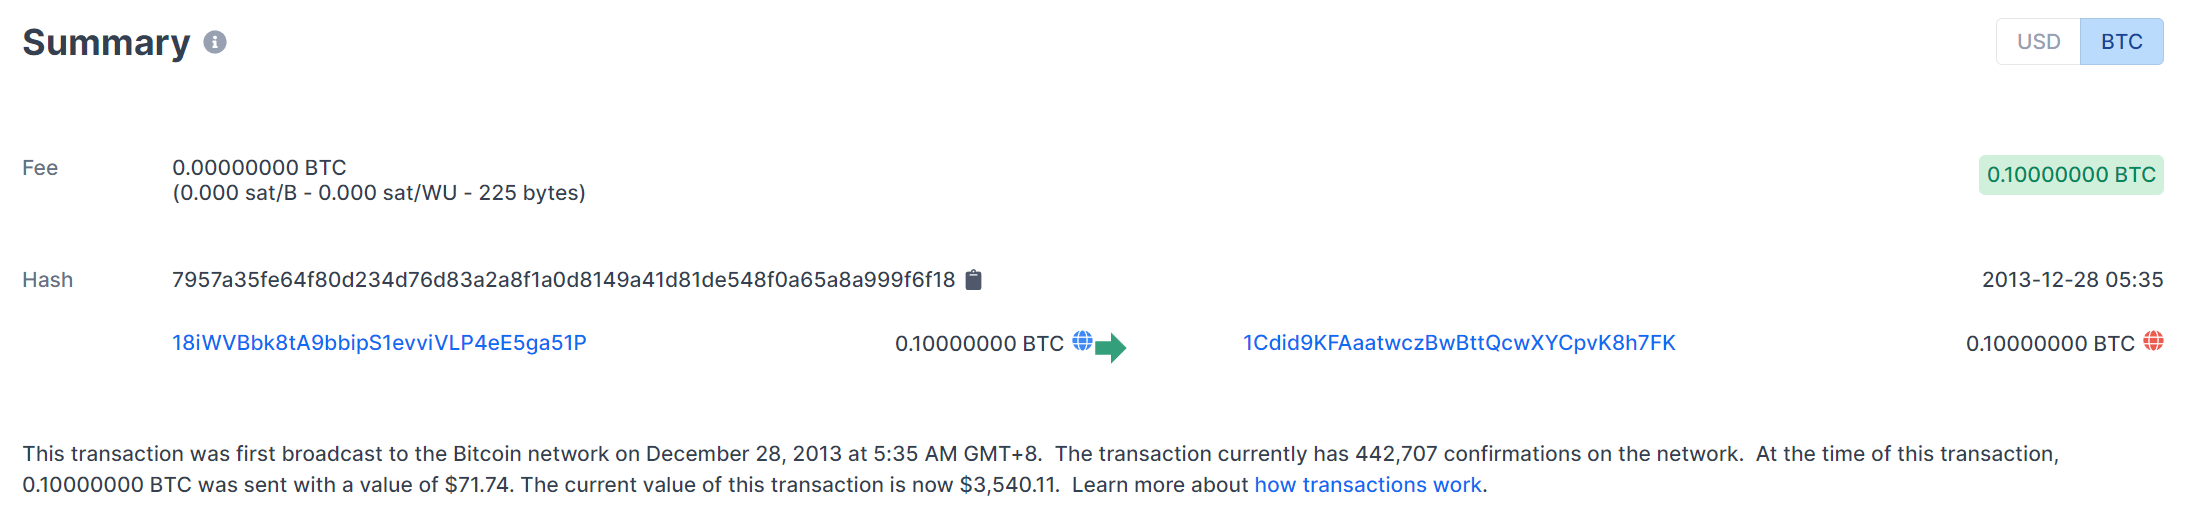 Summary
USD BTC
Fee 0.00000000 BTC 0.10000000 BTC
(0.000 sat/B - 0.000 sat/WU - 225 bytes)
Hash 7957a35fe64f80d234d76d83a2a8f1a0d8149a41d81de548f0a65a8a999f6f18 2013-12-28 05:35
18iWVBbk8tA9bbipS1evviVLP4eE5ga51P 0.10000000 BTC 1Cdid9KFAaatwczBwBttQcwXYCpvK8h7FK 0.10000000 BTC
This transaction was first broadcast to the Bitcoin network on December 28, 2013 at 5:35 AM GMT+8. The transaction currently has 442,707 confirmations on the network. At the time of this transaction,
0.10000000 BTC was sent with a value of $71.74. The current value of this transaction is now $3,540.11. Learn more about how transactions work.